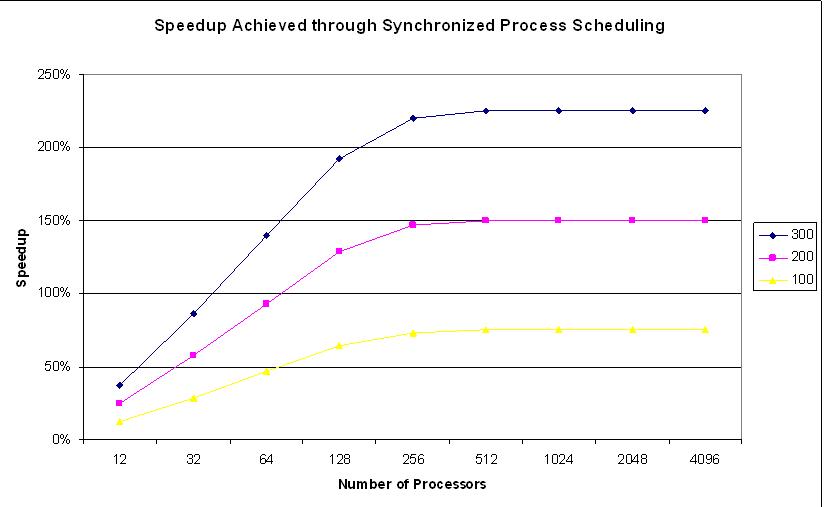 Speedup Achieved through Synchronized Process Scheduling
250%
200%
150%
100%
50%
0%
Speedup
12 32 64 128 256 512 1024 2048 4096
Number of Processors
300
200
100